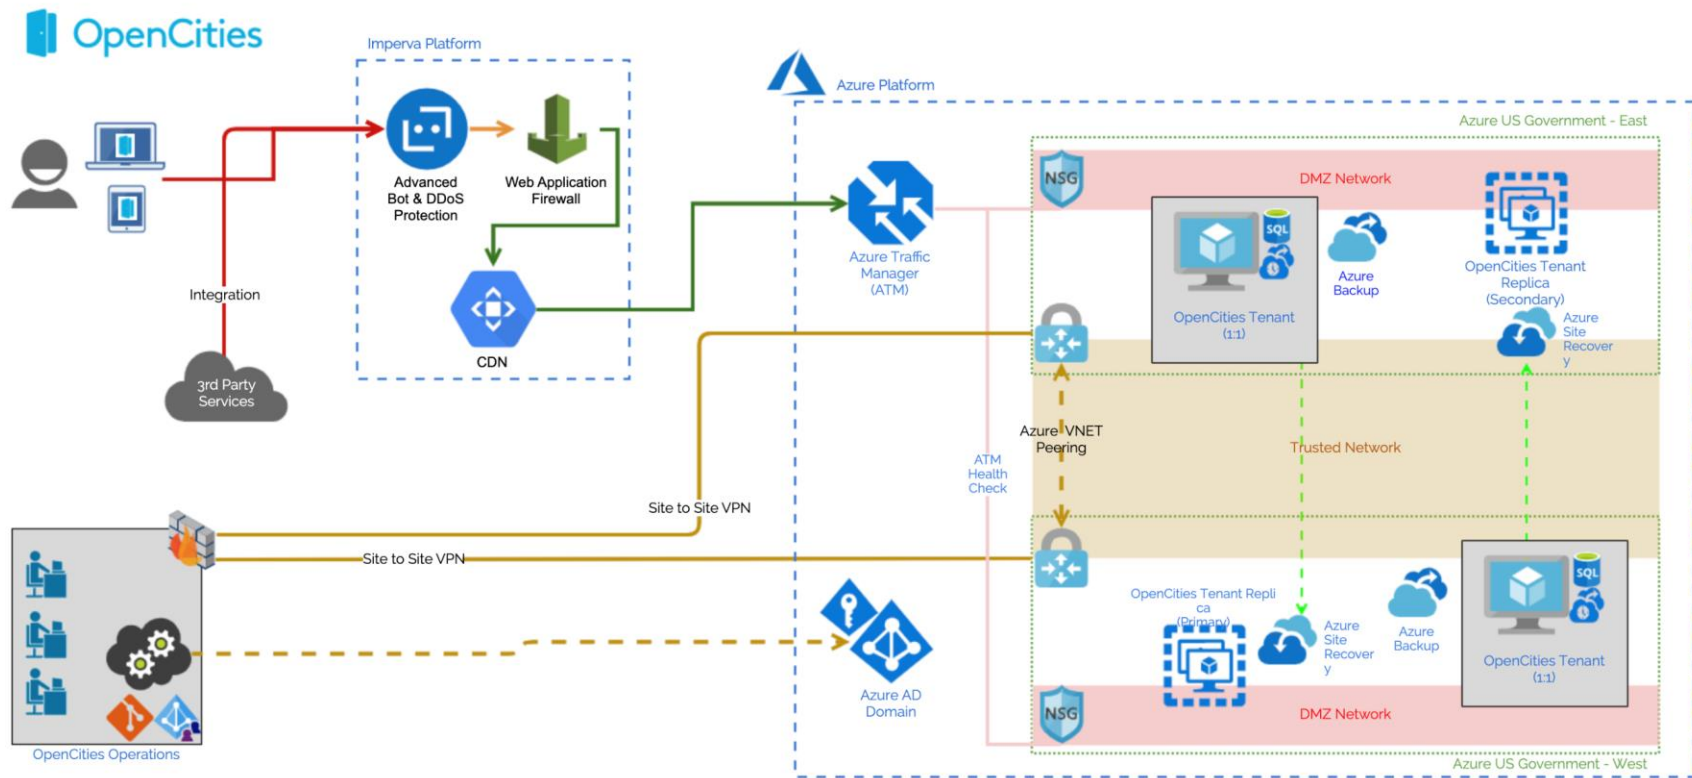 OpenCities
Imperva Platform
Advanced
Bot & DDoS
Protection
Web Application
Firewall
CDN
Integration
3rd Party
Services
Azure Platform
Azure Traffic
Manager
(ATM)
Azure US Government - East
NSG
DMZ Network
SQL
OpenCities Tenant
(1:1)
Azure
Backup
OpenCities Tenant
Replica
(Secondary)
Azure
Site
Recover
y
Azure VNET
Peering
Trusted Network
ATM
Health
Check
Site to Site VPN
Site to Site VPN
OpenCities Operations
Azure AD
Domain
OpenCities Tenant Repli
ca
(Primary)
Azure
Site
Recover
y
Azure
Backup
SQL
OpenCities Tenant
(1:1)
NSG
DMZ Network
Azure US Government - West